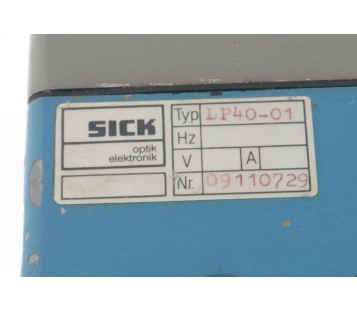 SICK
optik
elektronik
Typ LP40-01
Hz
V A
Nr. 09110729